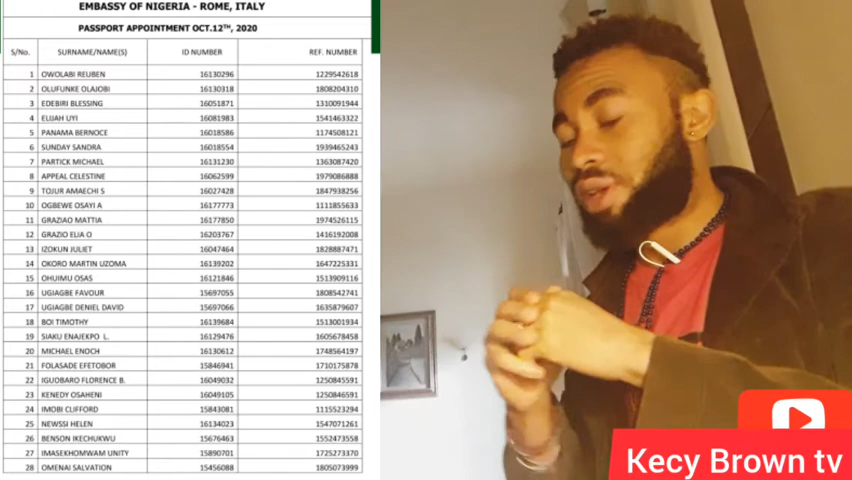 EMBASSY OF NIGERIA - ROME, ITALY
PASSPORT APPOINTMENT OCT.12TH, 2020
S/No. SURNAME/NAME(S) ID NUMBER REF. NUMBER
1 OWOLABI REUBEN 16130296 1229542618
2 OLUFUNKE OLAJOBI 16130318 1808204310
3 EDEBIRI BLESSING 16051871 1310091944
4 ELIJAH UYI 16081983 1541463322
5 PANAMA BERNOCE 16018586 1174508121
6 SUNDAY SANDRA 16018554 1939465243
7 PARTICK MICHAEL 16131230 1363087420
8 APPEAL CELESTINE 16062599 1979086888
9 TOJUR AMAECHI S 16027428 1847938256
10 OGBEWE OSAYI A 16177773 1111855633
11 GRAZIAO MATTIA 16177850 1974526115
12 GRAZIO ELIA O 16203767 1416192008
13 IZOKUN JULIET 16047464 1828887471
14 OKORO MARTIN UZOMA 16139202 1647225331
15 OHUIMU OSAS 16121846 1513909116
16 UGIAGBE FAVOUR 15697055 1808542741
17 UGIAGBE DENIEL DAVID 15697066 1635879607
18 BOI TIMOTHY 16139684 1513001934
19 SIAKU ENAJEKPO L. 16129476 1605678458
20 MICHAEL ENOCH 16130612 1748564197
21 FOLASADE EFETOBOR 15846941 1710175878
22 IGUOBARO FLORENCE B. 16049032 1250845591
23 KENEDY OSAHENI 16049105 1250846591
24 IMOBI CLIFFORD 15843081 1115523294
25 NEWSSI HELEN 16134023 1547071261
26 BENSON IKECHUKWU 15676463 1552473558
27 IMASEKHOMWAM UNITY 15890701 1725273370
28 OMENAI SALVATION 15456088 1805073999
Kecy Brown tv